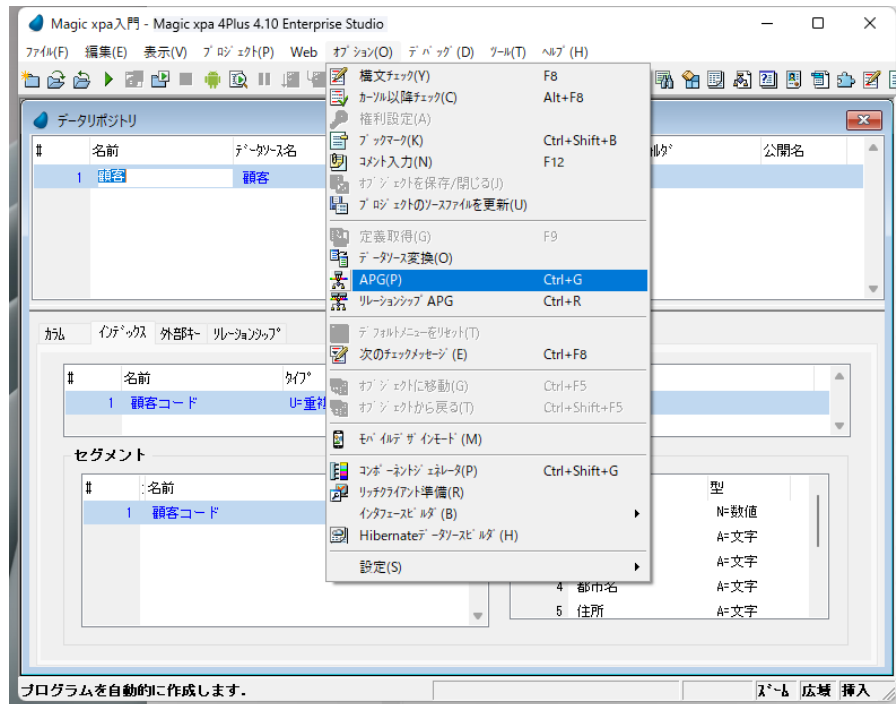 Magic xpa入門 - Magic xpa 4Plus 4.10 Enterprise Studio
ﾌｧｲﾙ(F) 編集(E) 表示(V) ﾌﾟﾛｼﾞｪｸﾄ(P) Web ｵﾌﾟｼｮﾝ(O) ﾃﾞﾊﾞｯｸﾞ(D) ﾂｰﾙ(T) ﾍﾙﾌﾟ(H)
データリポジトリ
# 名前 ﾃﾞｰﾀｿｰｽ名 公開名
1 顧客 顧客
構文ﾁｪｯｸ(Y) F8
ｶｰｿﾙ以降ﾁｪｯｸ(C) Alt+F8
権利設定(A)
ﾌﾞｯｸﾏｰｸ(K) Ctrl+Shift+B
ｺﾒﾝﾄ入力(N) F12
ｵﾌﾞｼﾞｪｸﾄを保存/閉じる(J)
ﾌﾟﾛｼﾞｪｸﾄのｿｰｽﾌｧｲﾙを更新(U)
定義取得(G) F9
ﾃﾞｰﾀｿｰｽ変換(O)
APG(P) Ctrl+G
ﾘﾚｰｼｮﾝｼｯﾌﾟ APG Ctrl+R
ﾃﾞﾌｫﾙﾄﾒﾆｭｰをﾘｾｯﾄ(T)
次のﾁｪｯｸﾒｯｾｰｼﾞ(E) Ctrl+F8
ｵﾌﾞｼﾞｪｸﾄに移動(G) Ctrl+F5
ｵﾌﾞｼﾞｪｸﾄから戻る(T) Ctrl+Shift+F5
ﾓﾊﾞｲﾙﾃﾞｻﾞｲﾝﾓｰﾄﾞ(M)
ｺﾝﾎﾟｰﾈﾝﾄｼﾞｪﾈﾚｰﾀ(P) Ctrl+Shift+G
ﾘｯﾁｸﾗｲｱﾝﾄ準備(R)
ｲﾝﾀﾌｪｰｽﾋﾞﾙﾀﾞ(B)
Hibernateﾃﾞｰﾀｿｰｽﾋﾞﾙﾀﾞ(H)
設定(S)
ｶﾗﾑ ｲﾝﾃﾞｯｸｽ 外部ｷｰ ﾘﾚｰｼｮﾝｼｯﾌﾟ
# 名前 ﾀｲﾌﾟ
1 顧客コード U=重複
セグメント
# 名前
1 顧客コード
型
N=数値
A=文字
A=文字
4 都市名 A=文字
5 住所 A=文字
プログラムを自動的に作成します. ｽﾞｰﾑ 広域 挿入